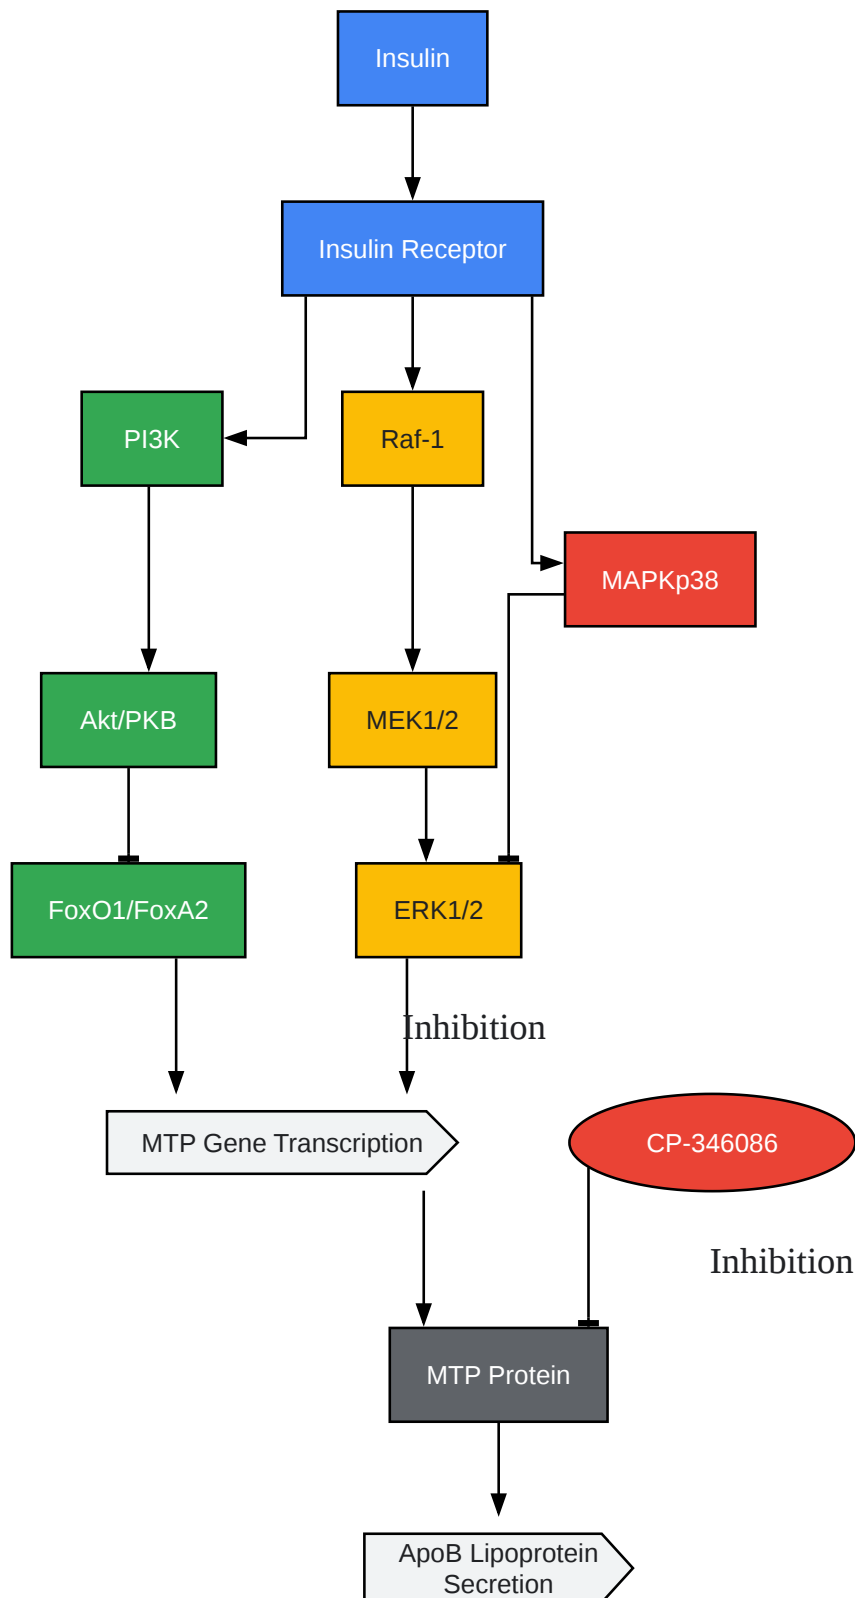 Insulin
Insulin Receptor
PI3K
Raf-1
MAPKp38
Akt/PKB
MEK1/2
FoxO1/FoxA2
ERK1/2
Inhibition
MTP Gene Transcription
CP-346086
Inhibition
MTP Protein
ApoB Lipoprotein
Secretion